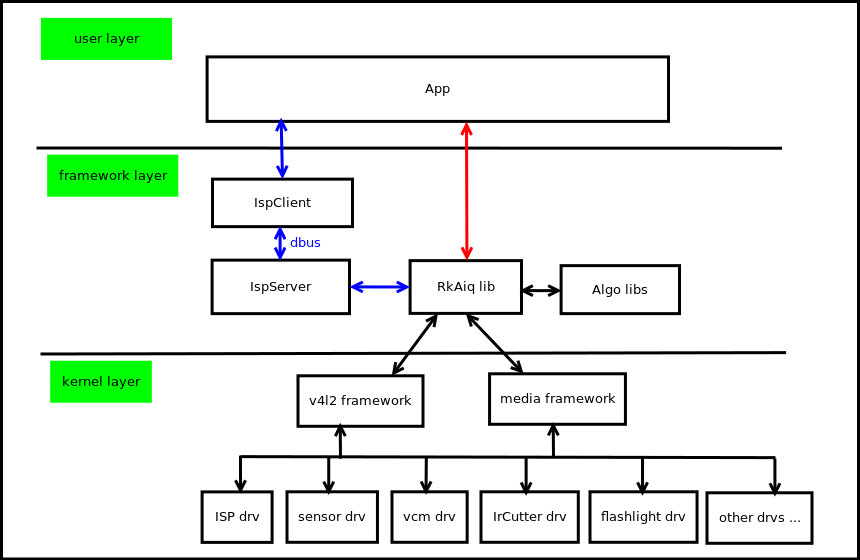 user layer
App
framework layer
IspClient
dbus
IspServer
RkAiq lib
Algo libs
kernel layer
v4l2 framework
media framework
ISP drv
sensor drv
vcm drv
IrCutter drv
flashlight drv
other drvs ...